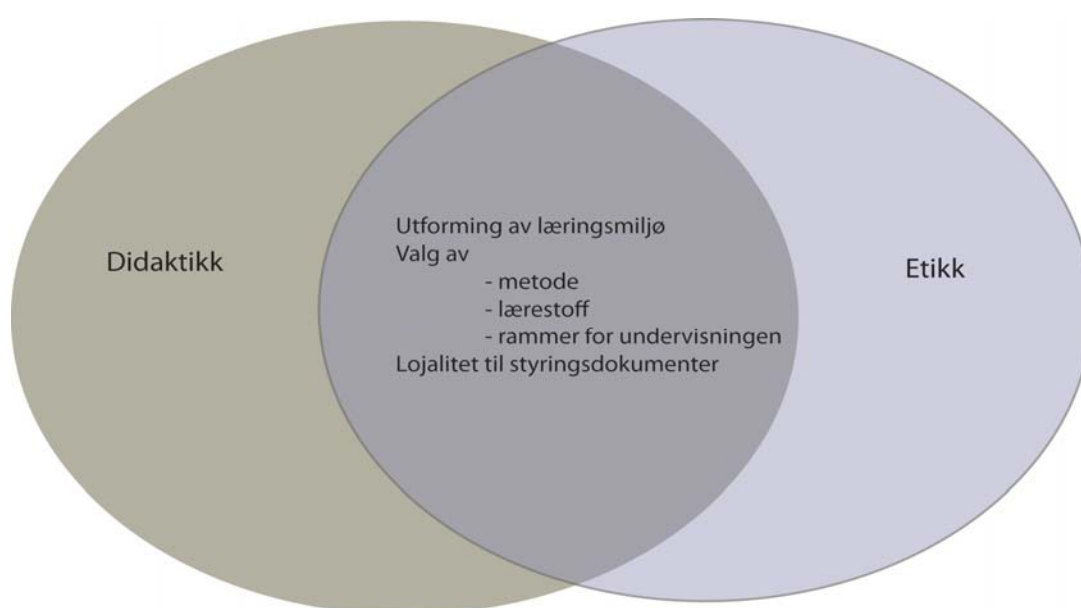 Didaktikk
Utforming av læringsmiljø
Valg av
- metode
- lærestoff
- rammer for undervisningen
Lojalitet til styringsdokumenter
Etikk